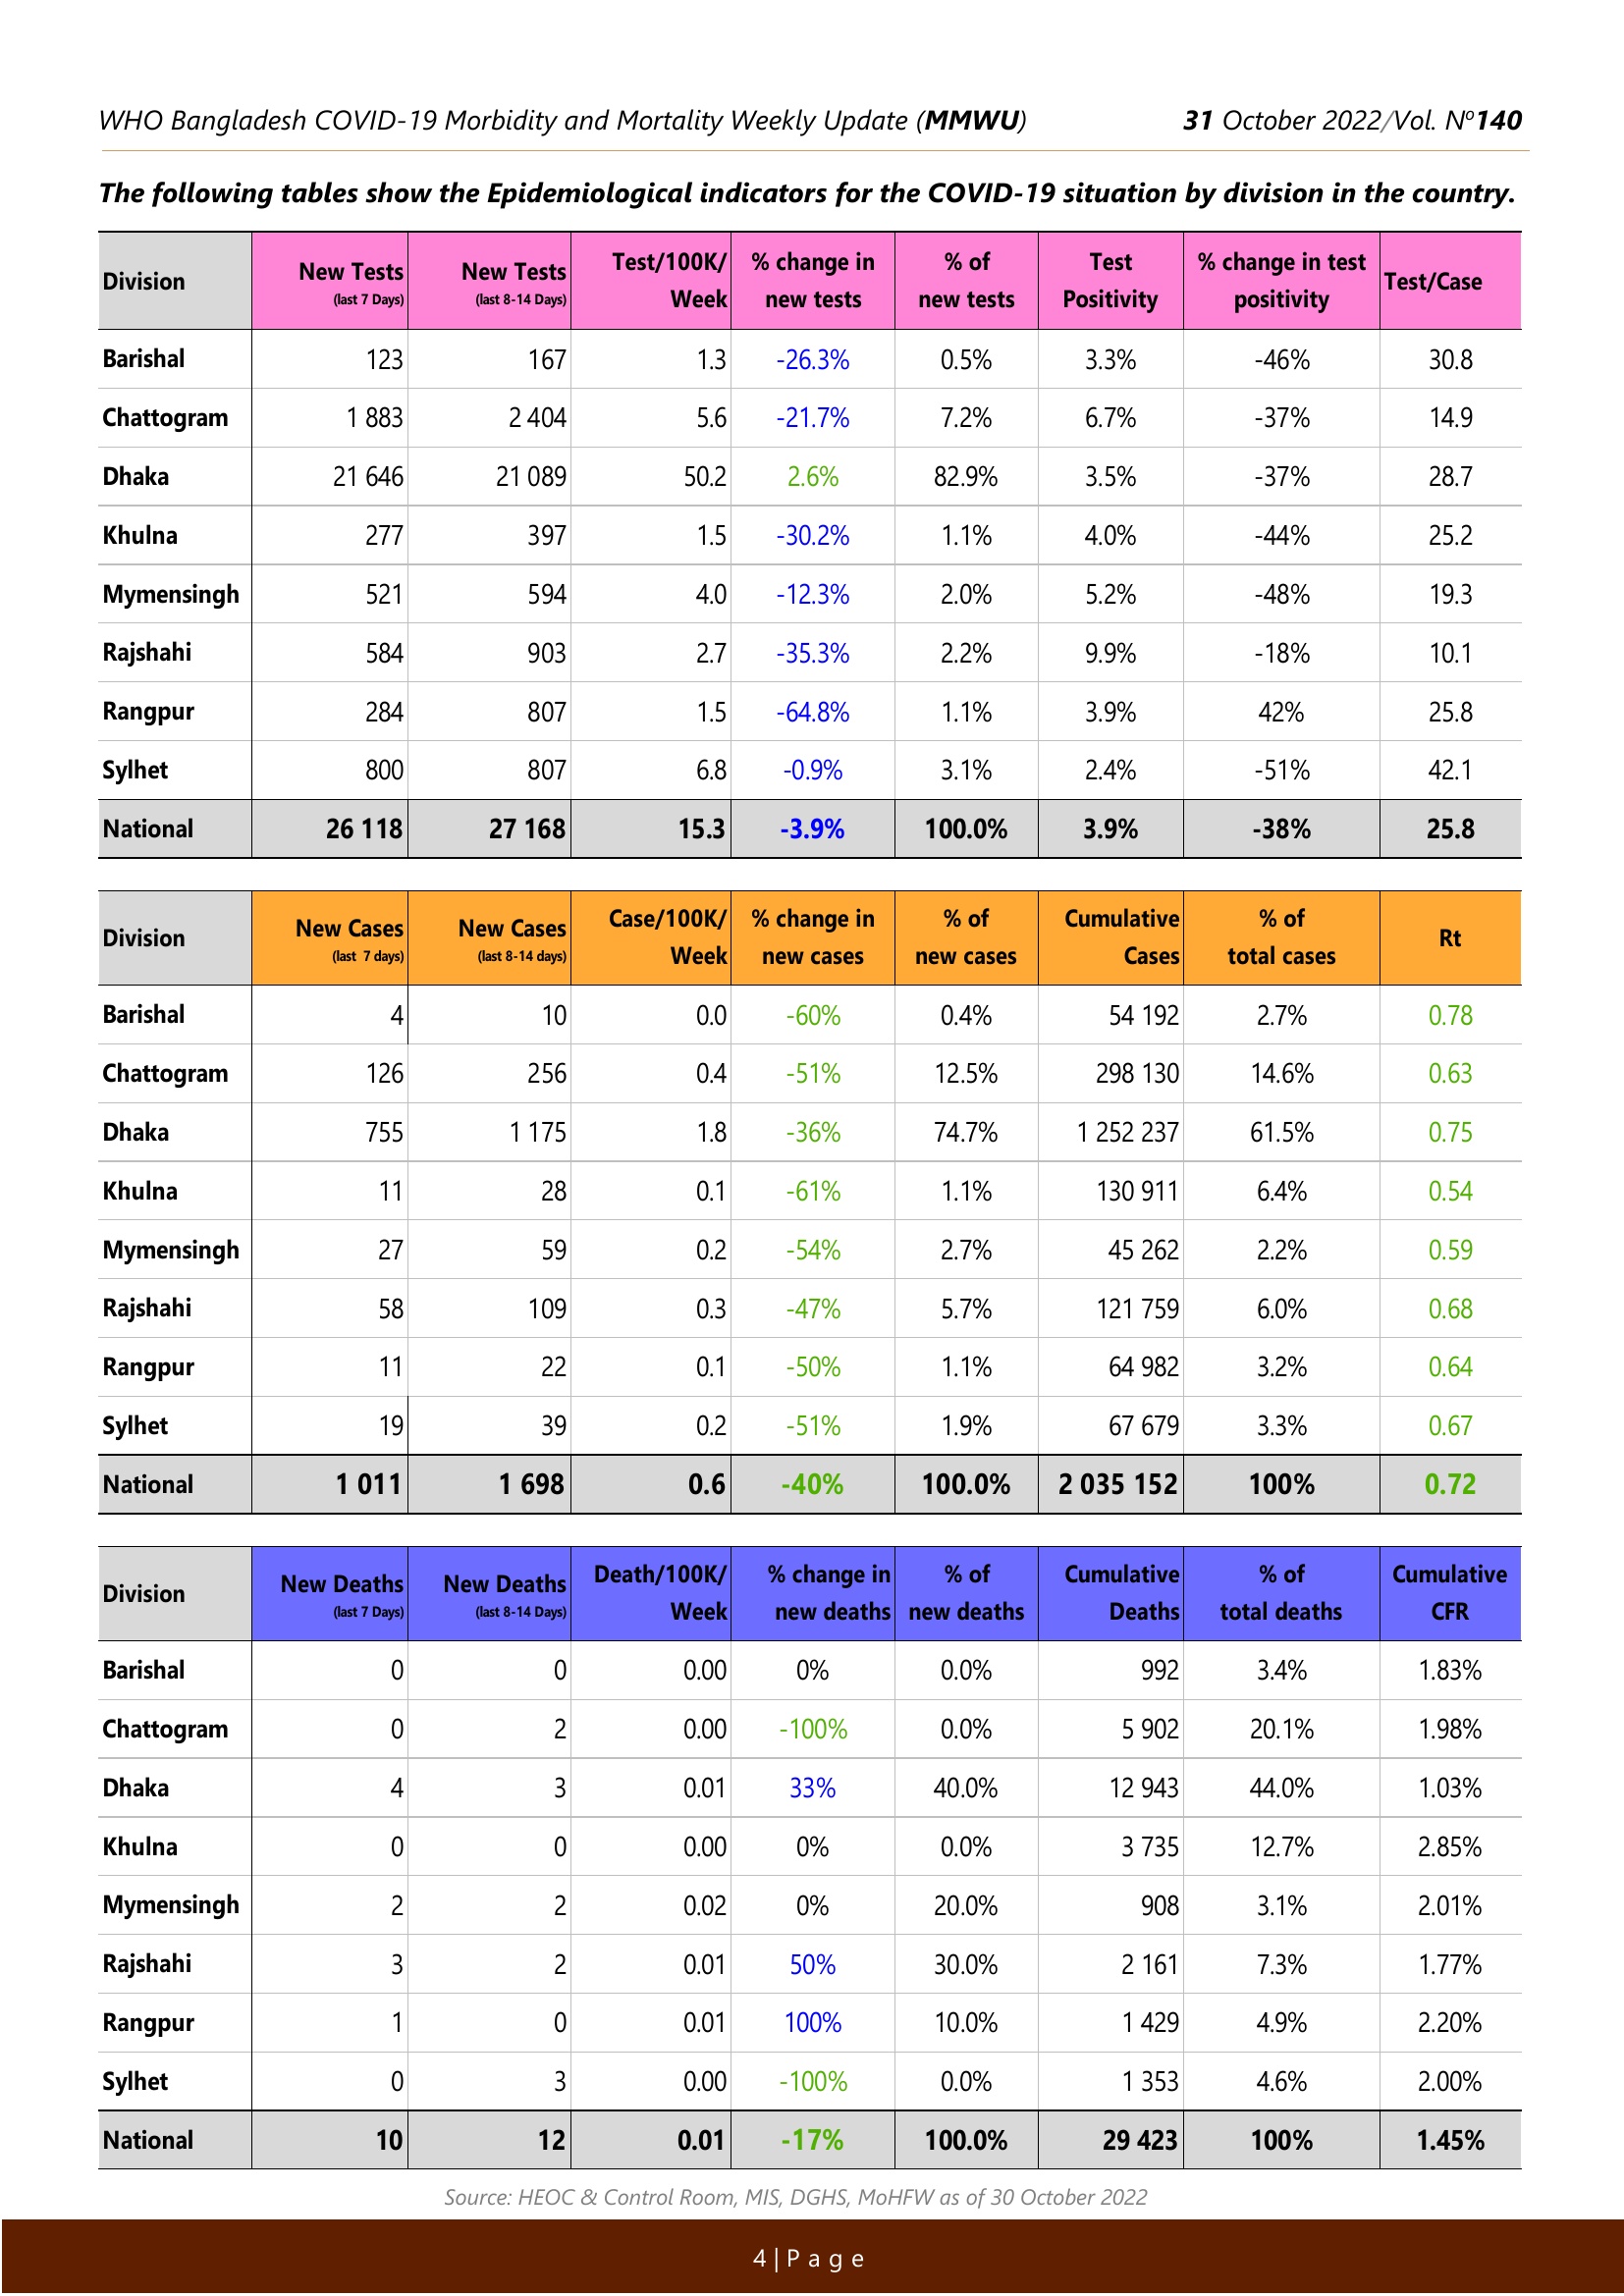 WHO Bangladesh COVID-19 Morbidity and Mortality Weekly Update (MMWU) 31 October 2022/Vol. Nº140
The following tables show the Epidemiological indicators for the COVID-19 situation by division in the country.
Division New Tests (last 7 Days) New Tests (last 8-14 Days) Test/100K/ Week % change in new tests % of new tests Test Positivity % change in test positivity Test/Case
Barishal 123 167 1.3 -26.3% 0.5% 3.3% -46% 30.8
Chattogram 1 883 2 404 5.6 -21.7% 7.2% 6.7% -37% 14.9
Dhaka 21 646 21 089 50.2 2.6% 82.9% 3.5% -37% 28.7
Khulna 277 397 1.5 -30.2% 1.1% 4.0% -44% 25.2
Mymensingh 521 594 4.0 -12.3% 2.0% 5.2% -48% 19.3
Rajshahi 584 903 2.7 -35.3% 2.2% 9.9% -18% 10.1
Rangpur 284 807 1.5 -64.8% 1.1% 3.9% 42% 25.8
Sylhet 800 807 6.8 -0.9% 3.1% 2.4% -51% 42.1
National 26 118 27 168 15.3 -3.9% 100.0% 3.9% -38% 25.8
Division New Cases (last 7 days) New Cases (last 8-14 days) Case/100K/ Week % change in new cases % of new cases Cumulative Cases % of total cases Rt
Barishal 4 10 0.0 -60% 0.4% 54 192 2.7% 0.78
Chattogram 126 256 0.4 -51% 12.5% 298 130 14.6% 0.63
Dhaka 755 1 175 1.8 -36% 74.7% 1 252 237 61.5% 0.75
Khulna 11 28 0.1 -61% 1.1% 130 911 6.4% 0.54
Mymensingh 27 59 0.2 -54% 2.7% 45 262 2.2% 0.59
Rajshahi 58 109 0.3 -47% 5.7% 121 759 6.0% 0.68
Rangpur 11 22 0.1 -50% 1.1% 64 982 3.2% 0.64
Sylhet 19 39 0.2 -51% 1.9% 67 679 3.3% 0.67
National 1 011 1 698 0.6 -40% 100.0% 2 035 152 100% 0.72
Division New Deaths (last 7 Days) New Deaths (last 8-14 Days) Death/100K/ Week % change in new deaths % of new deaths Cumulative Deaths % of total deaths Cumulative CFR
Barishal 0 0 0.00 0% 0.0% 992 3.4% 1.83%
Chattogram 0 2 0.00 -100% 0.0% 5 902 20.1% 1.98%
Dhaka 4 3 0.01 33% 40.0% 12 943 44.0% 1.03%
Khulna 0 0 0.00 0% 0.0% 3 735 12.7% 2.85%
Mymensingh 2 2 0.02 0% 20.0% 908 3.1% 2.01%
Rajshahi 3 2 0.01 50% 30.0% 2 161 7.3% 1.77%
Rangpur 1 0 0.01 100% 10.0% 1 429 4.9% 2.20%
Sylhet 0 3 0.00 -100% 0.0% 1 353 4.6% 2.00%
National 10 12 0.01 -17% 100.0% 29 423 100% 1.45%
Source: HEOC & Control Room, MIS, DGHS, MoHFW as of 30 October 2022
4|Page